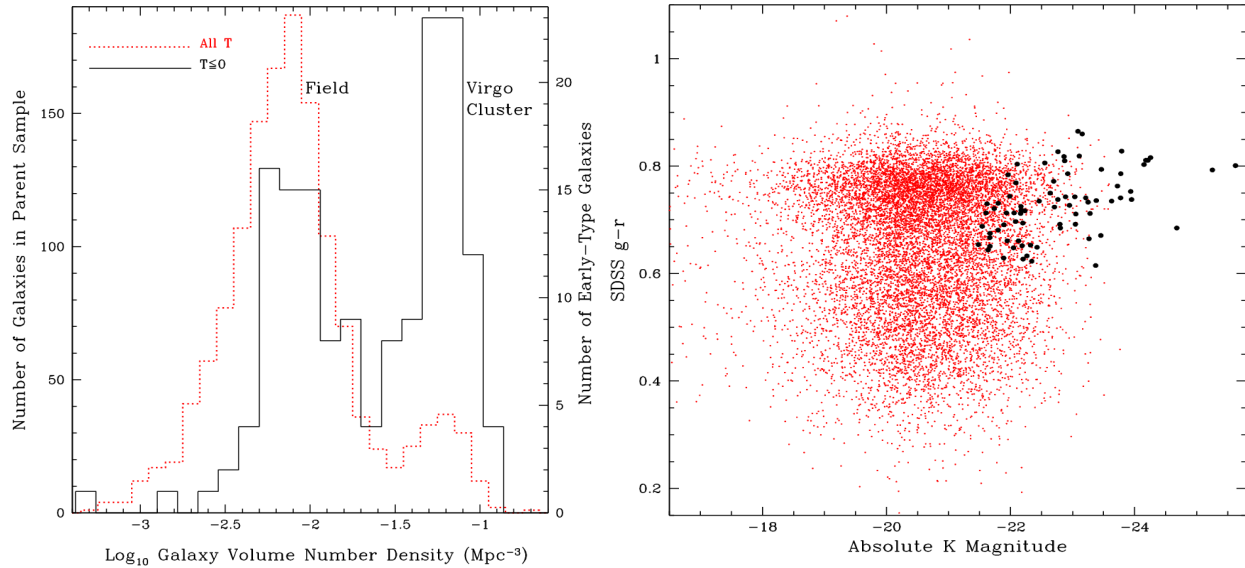 All T
T≦0
Field
Virgo
Cluster
Number of Galaxies in Parent Sample
150
100
50
0
Number of Early-Type Galaxies
20
15
10
5
0
-3
-2.5
-2
-1.5
-1
Log₁₀ Galaxy Volume Number Density (Mpc⁻³)
SDSS g-r
1
0.8
0.6
0.4
0.2
-18
-20
-22
-24
Absolute K Magnitude